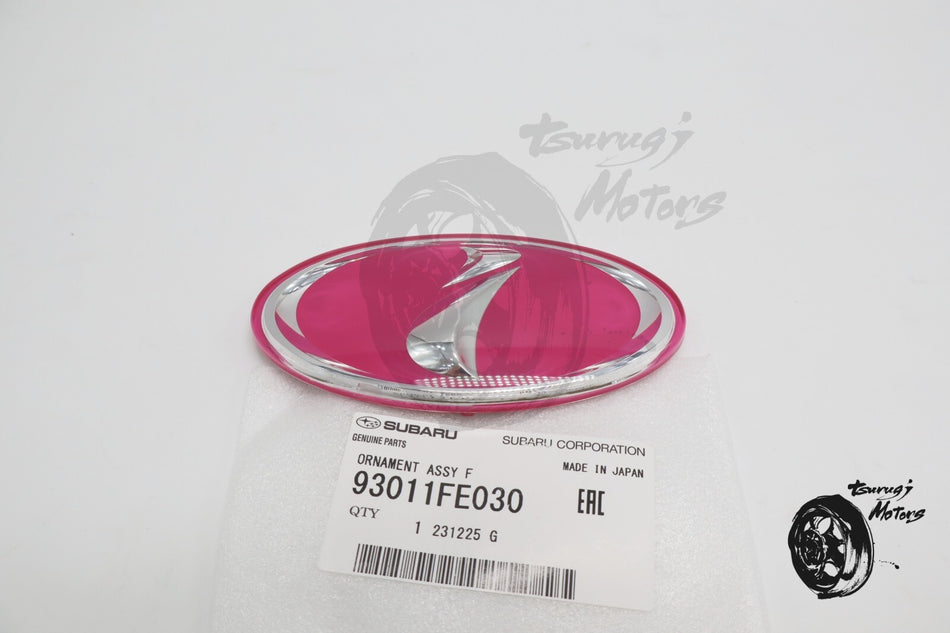 tsurugi
Motors
SUBARU
SUBARU CORPORATION
GENUINE PARTS
ORNAMENT ASSY F
MADE IN JAPAN
93011FE030
EAC
QTY
1 231225 G
tsurugi
Motors